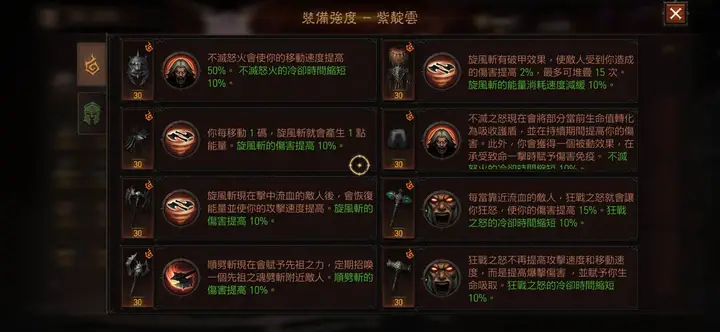 裝備強度 – 紫靛雲
不滅怒火會使你的移動速度提高
50%。 不滅怒火的冷卻時間縮短
10%。
30
旋風斬有破甲效果，使敵人受到你造成
的傷害提高 2%，最多可堆疊 15 次。
旋風斬的能量消耗速度減緩 10%。
30
你每移動 1 碼，旋風斬就會產生 1 點
能量。旋風斬的傷害提高 10%。
30
不滅之怒現在會將部分當前生命值轉化
為吸收護盾，並在持續期間提高你的傷
害。此外，你會獲得一個被動效果，在
承受致命一擊時賦予傷害免疫。 不滅
怒火的冷卻時間縮短 10%。
30
旋風斬現在擊中流血的敵人後，會恢復
能量並使你的攻擊速度提高。旋風斬的
傷害提高 10%。
30
每當靠近流血的敵人，狂戰之怒就會讓
你狂怒，使你的傷害提高 15%。狂戰
之怒的冷卻時間縮短 10%。
30
順劈斬現在會賦予先祖之力，定期招喚
一個先祖之魂劈斬附近敵人。順劈斬的
傷害提高 10%。
30
狂戰之怒不再提高攻擊速度和移動速
度，而是提高爆擊傷害 ，並賦予你生
命吸取。狂戰之怒的冷卻時間縮短
10%。
30